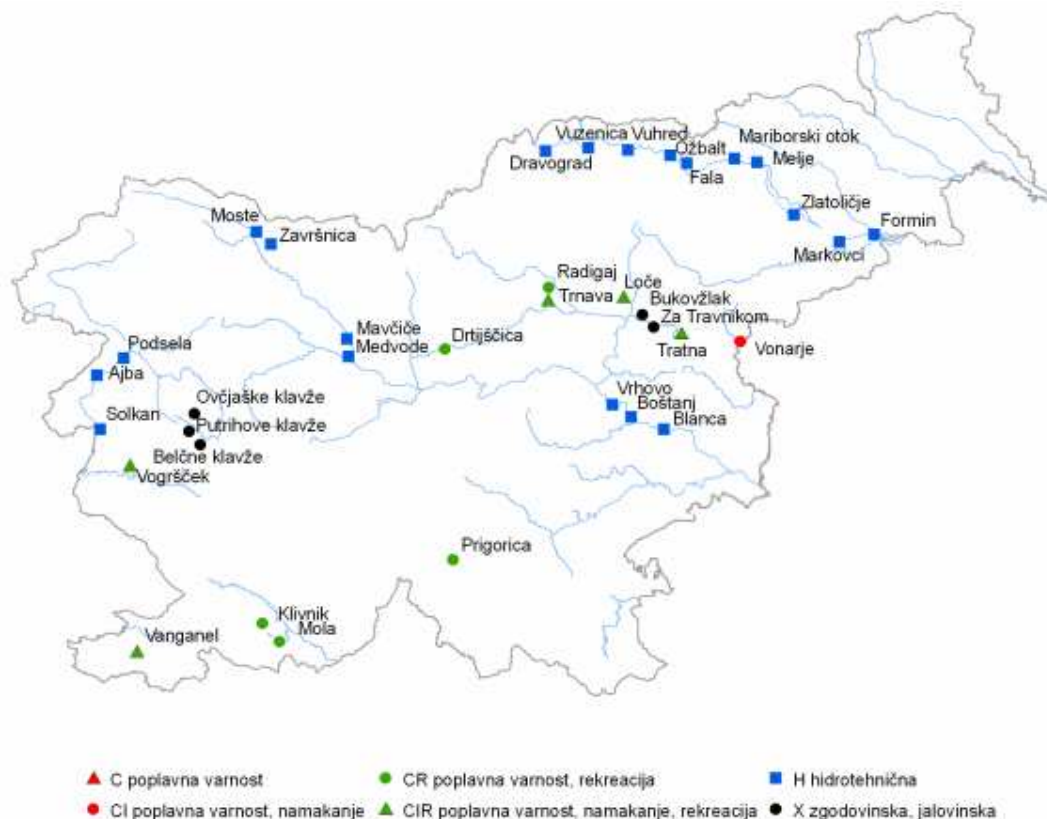 Vuzenica Vuhred
Mariborski otok
Dravograd
Ožbalt
Melje
Fala
Zlatoličje
Moste
Formin
Završnica
Markovci
Radigaj
Loče
Trnava
Bukovžlak
Mavčiče
Drtijščica
Za Travnikom
Podsela
Medvode
Tratna
Vonarje
Ajba
Vrhovo
Ovčjaške klavže
Boštanj
Solkan
Putrihove klavže
Blanca
Belčne klavže
Vogršček
Prigorica
Klivnik
Vanganel
Mola
C poplavna varnost
CR poplavna varnost, rekreacija
H hidrotehnična
CI poplavna varnost, namakanje
CIR poplavna varnost, namakanje, rekreacija
X zgodovinska, jalovinska